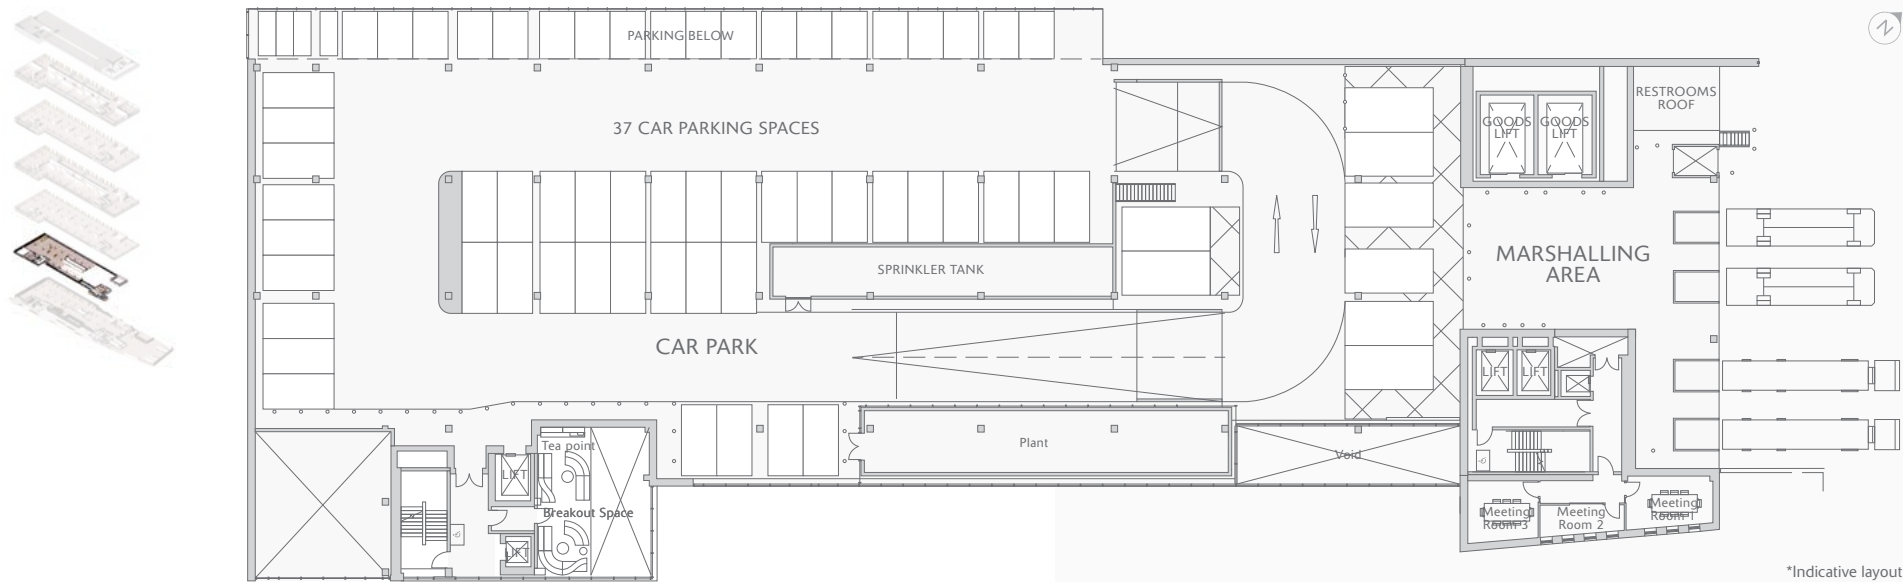 PARKING BELOW
N
RESTROOMS
ROOF
37 CAR PARKING SPACES
GOODS
LIFT
GOODS
LIFT
SPRINKLER TANK
MARSHALLING
AREA
CAR PARK
LIFT
LIFT
Tea point
Plant
Void
LIFT
Breakout Space
LIFT
Meeting
Room 3
Meeting
Room 2
Meeting
Room 1
*Indicative layout